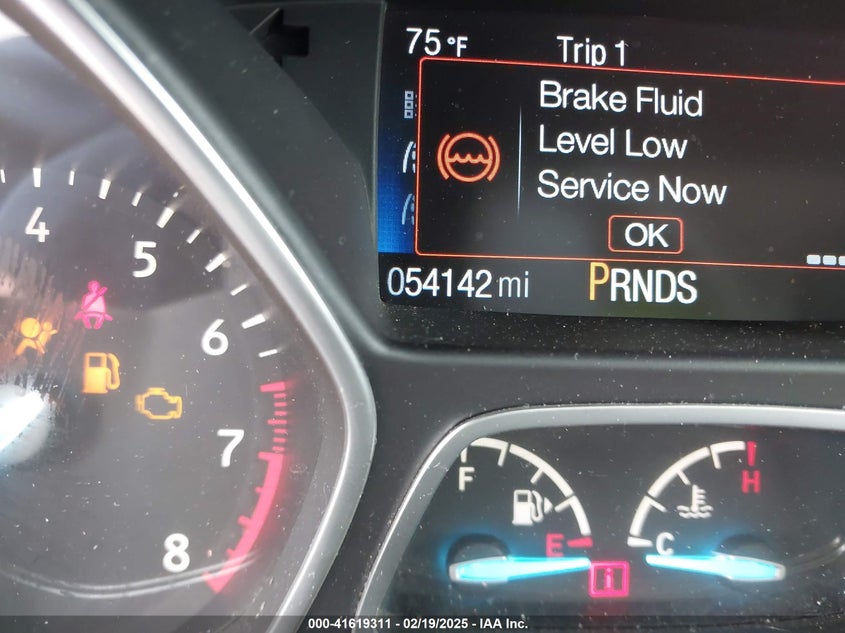 75°F Trip 1
Brake Fluid
Level Low
Service Now
OK
054142 mi PRNDS
4
5
6
7
8
F
E
H
C
i
000-41619311 - 02/19/2025 - IAA Inc.